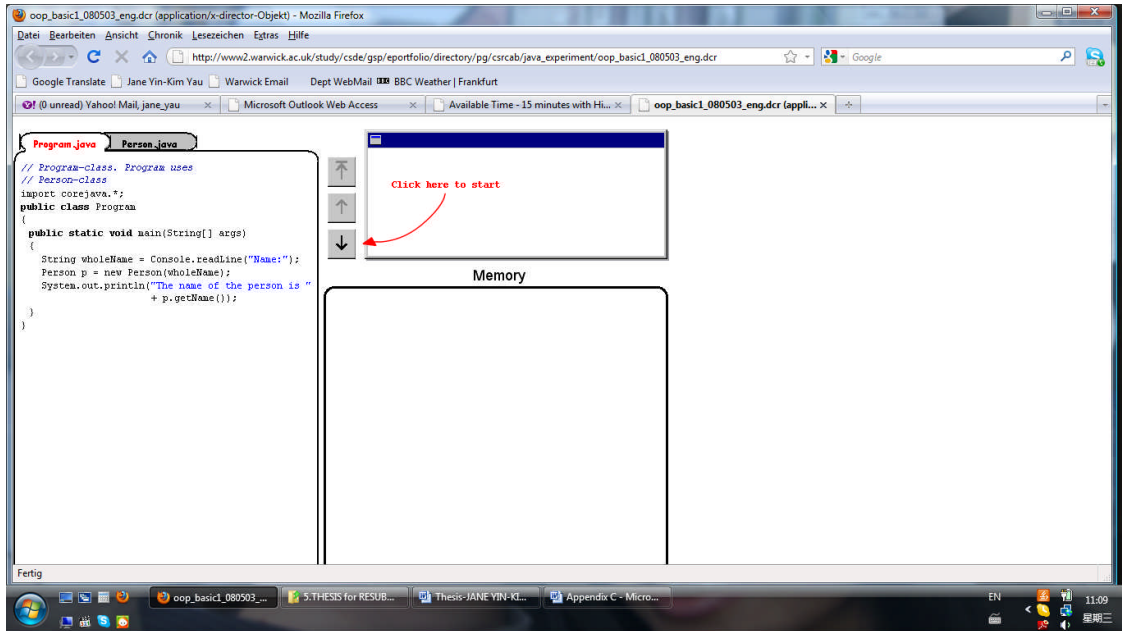 oop_basic1_080503_eng.dcr (application/x-director-Objekt) - Mozilla Firefox
Datei Bearbeiten Ansicht Chronik Lesezeichen Extras Hilfe
http://www2.warwick.ac.uk/study/csde/gsp/eportfolio/directory/pg/csrcab/java_experiment/oop_basic1_080503_eng.dcr
Google
Google Translate Jane Yin-Kim Yau Warwick Email Dept WebMail BBC Weather | Frankfurt
(0 unread) Yahoo! Mail, jane_yau Microsoft Outlook Web Access Available Time - 15 minutes with Hi... oop_basic1_080503_eng.dcr (appli...
Program.java Person.java
// Program-class. Program uses
// Person-class
import corejava.*;
public class Program
{
public static void main(String[] args)
{
String wholeName = Console.readLine("Name:");
Person p = new Person(wholeName);
System.out.println("The name of the person is "
+ p.getName());
}
}
Click here to start
Memory
Fertig
oop_basic1_080503_... 5.THESIS for RESUB... Thesis-JANE YIN-KI... Appendix C - Micro...
EN
11:09
星期三